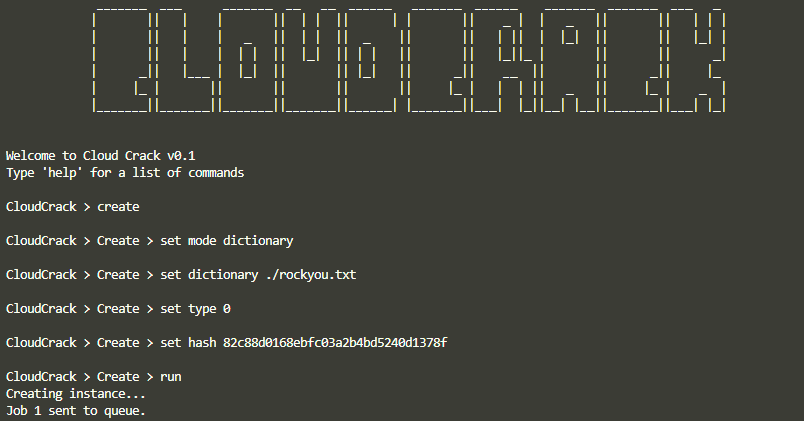 CLOUDCRACK
Welcome to Cloud Crack v0.1
Type 'help' for a list of commands
CloudCrack > create
CloudCrack > Create > set mode dictionary
CloudCrack > Create > set dictionary ./rockyou.txt
CloudCrack > Create > set type 0
CloudCrack > Create > set hash 82c88d0168ebfc03a2b4bd5240d1378f
CloudCrack > Create > run
Creating instance...
Job 1 sent to queue.